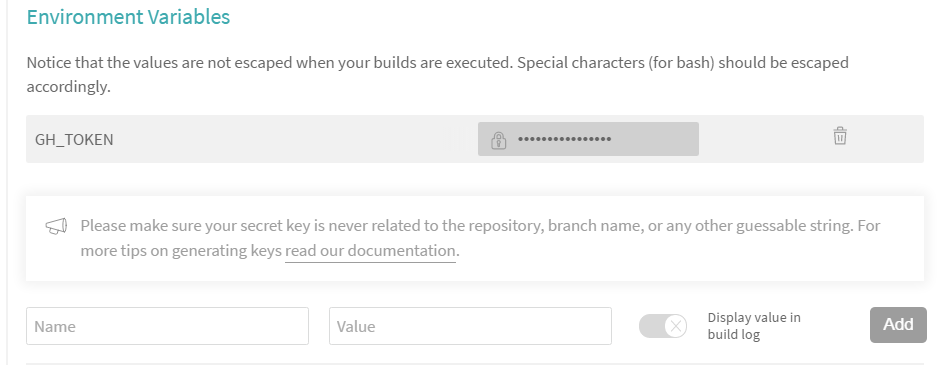 Environment Variables
Notice that the values are not escaped when your builds are executed. Special characters (for bash) should be escaped
accordingly.
GH_TOKEN ••••••••••••••••
Please make sure your secret key is never related to the repository, branch name, or any other guessable string. For
more tips on generating keys read our documentation.
Name Value Display value in
build log Add